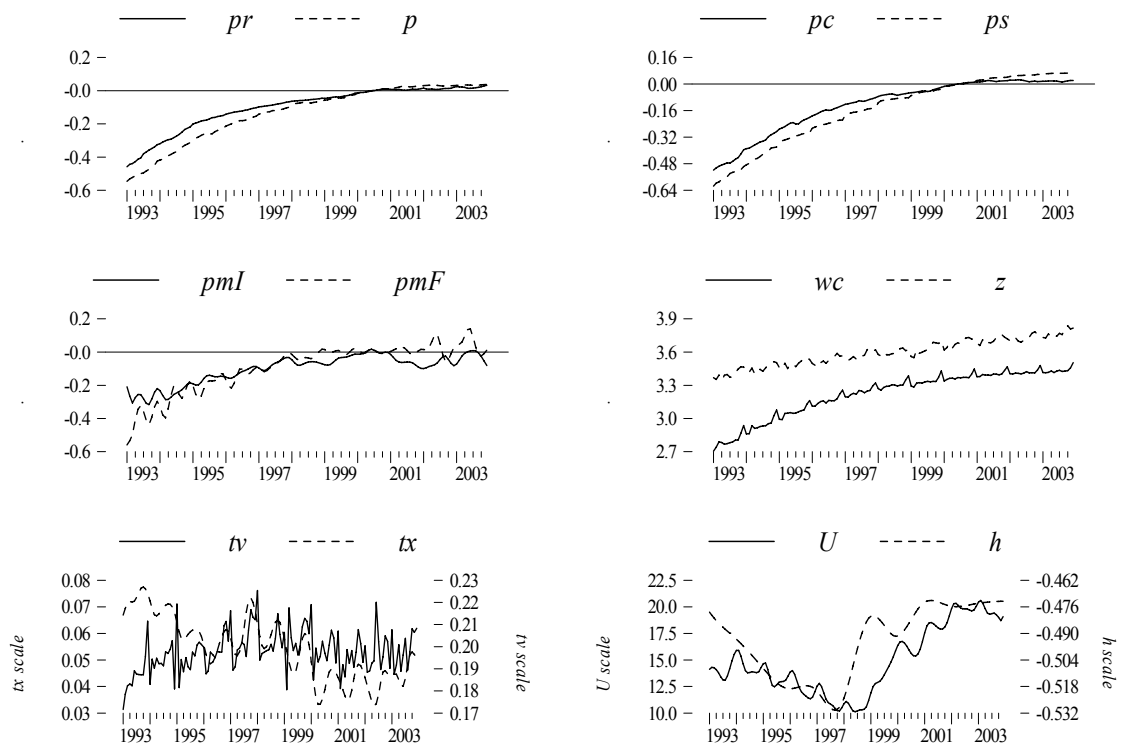 pr p
0.2
-0.0
-0.2
-0.4
-0.6
1993 1995 1997 1999 2001 2003
pc ps
0.16
0.00
-0.16
-0.32
-0.48
-0.64
1993 1995 1997 1999 2001 2003
pmI pmF
0.2
-0.0
-0.2
-0.4
-0.6
1993 1995 1997 1999 2001 2003
wc z
3.9
3.6
3.3
3.0
2.7
1993 1995 1997 1999 2001 2003
tv tx
tx scale
0.08
0.07
0.06
0.05
0.04
0.03
0.23
0.22
0.21
0.20
0.19
0.18
0.17
tv scale
1993 1995 1997 1999 2001 2003
U h
U scale
22.5
20.0
17.5
15.0
12.5
10.0
-0.462
-0.476
-0.490
-0.504
-0.518
-0.532
h scale
1993 1995 1997 1999 2001 2003